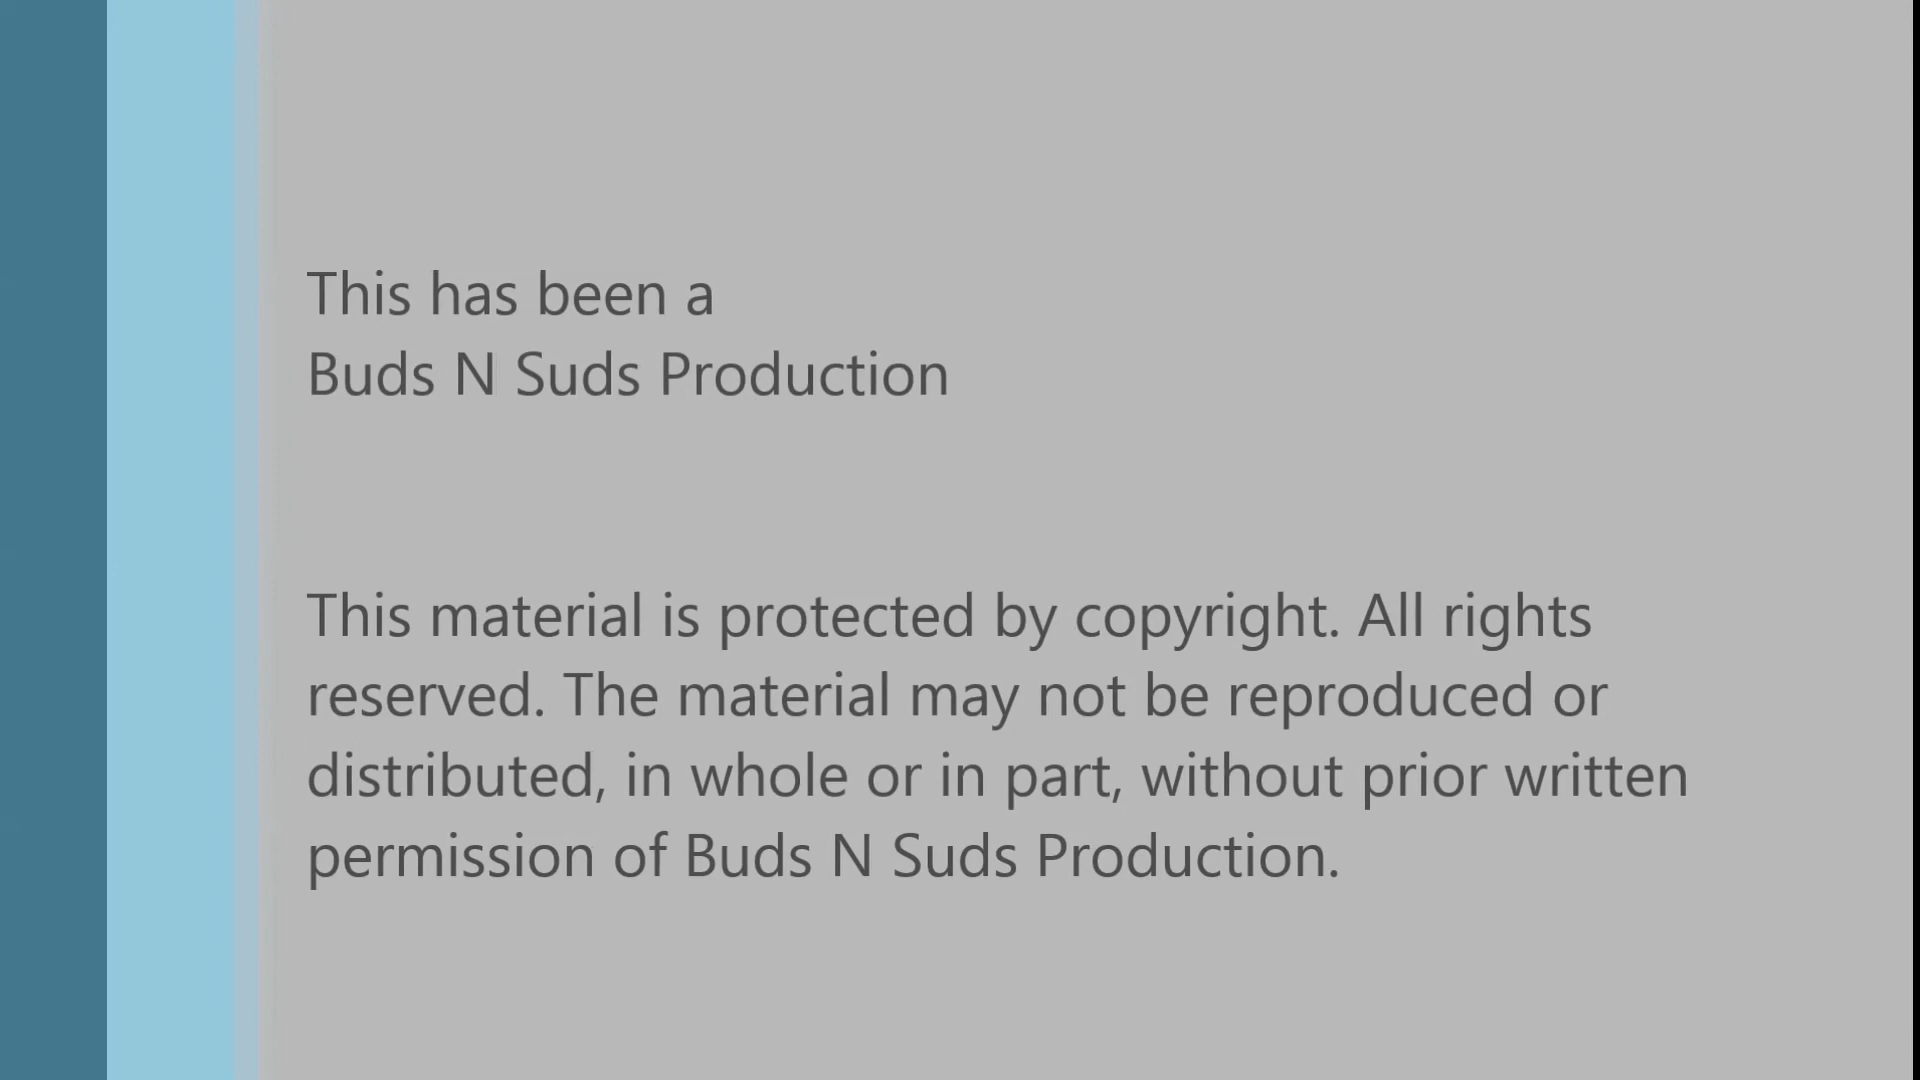 This has been a
Buds N Suds Production
This material is protected by copyright. All rights
reserved. The material may not be reproduced or
distributed, in whole or in part, without prior written
permission of Buds N Suds Production.